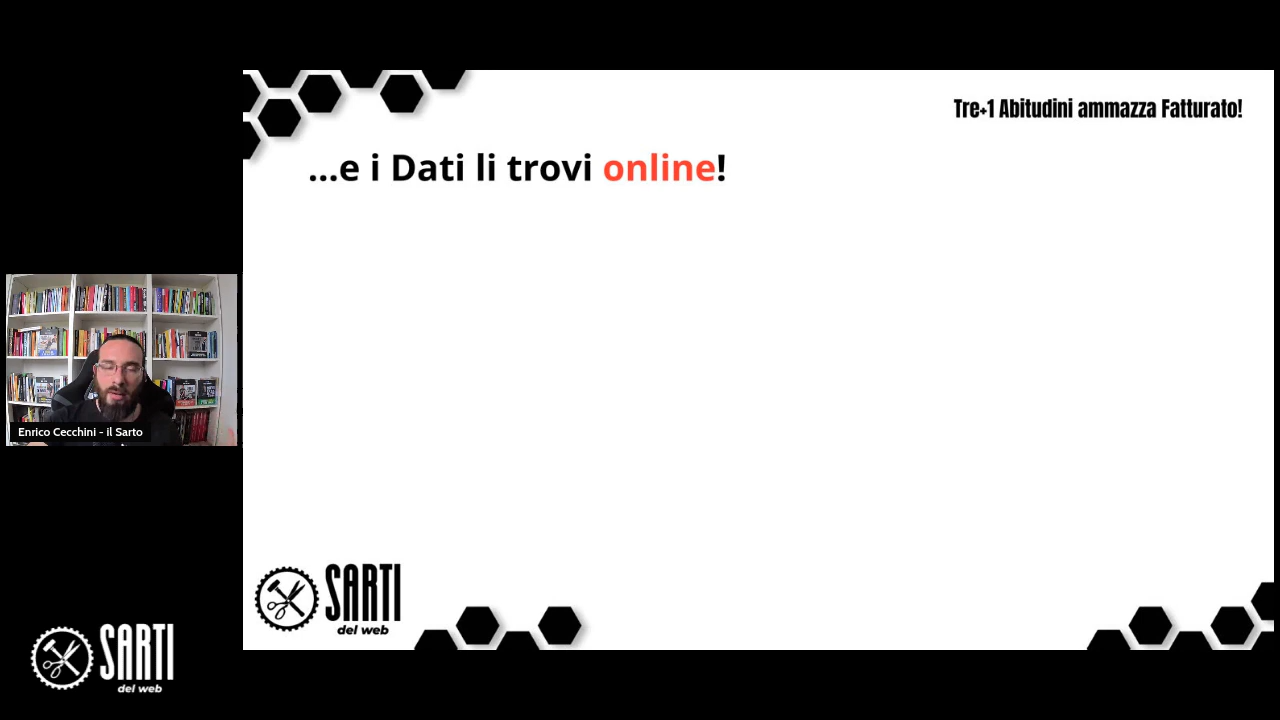 Tre+1 Abitudini ammazza Fatturato!
...e i Dati li trovi online!
Enrico Cecchini - il Sarto
SARTI
del web
SARTI
del web